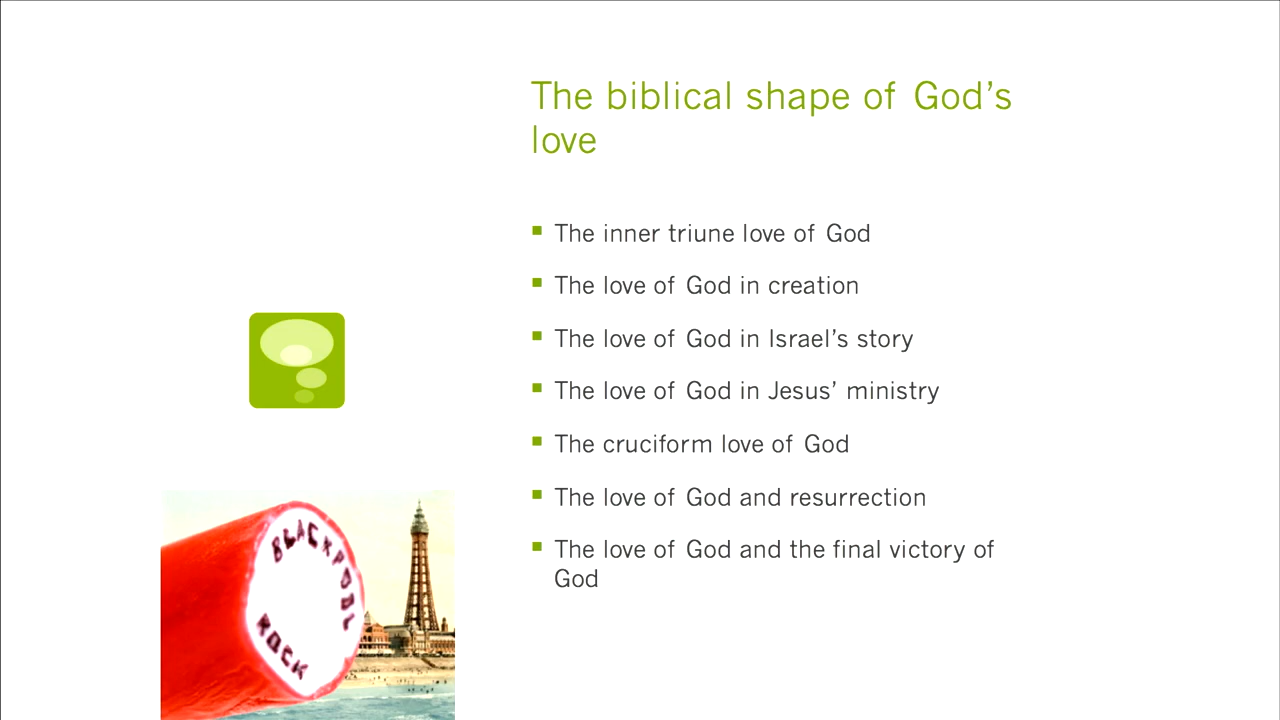 The biblical shape of God’s
love
The inner triune love of God
The love of God in creation
The love of God in Israel’s story
The love of God in Jesus’ ministry
The cruciform love of God
The love of God and resurrection
The love of God and the final victory of
God
BLACKPOOL
ROCK